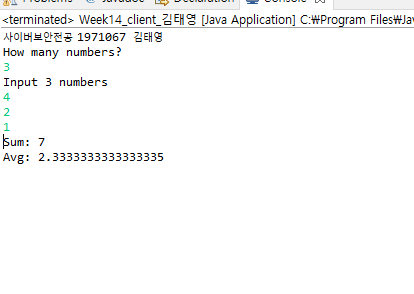 Problems Javadoc Declaration Console
<terminated> Week14_client_김태영 [Java Application] C:₩Program Files₩Jav
사이버보안전공 1971067 김태영
How many numbers?
3
Input 3 numbers
4
2
1
Sum: 7
Avg: 2.3333333333333335